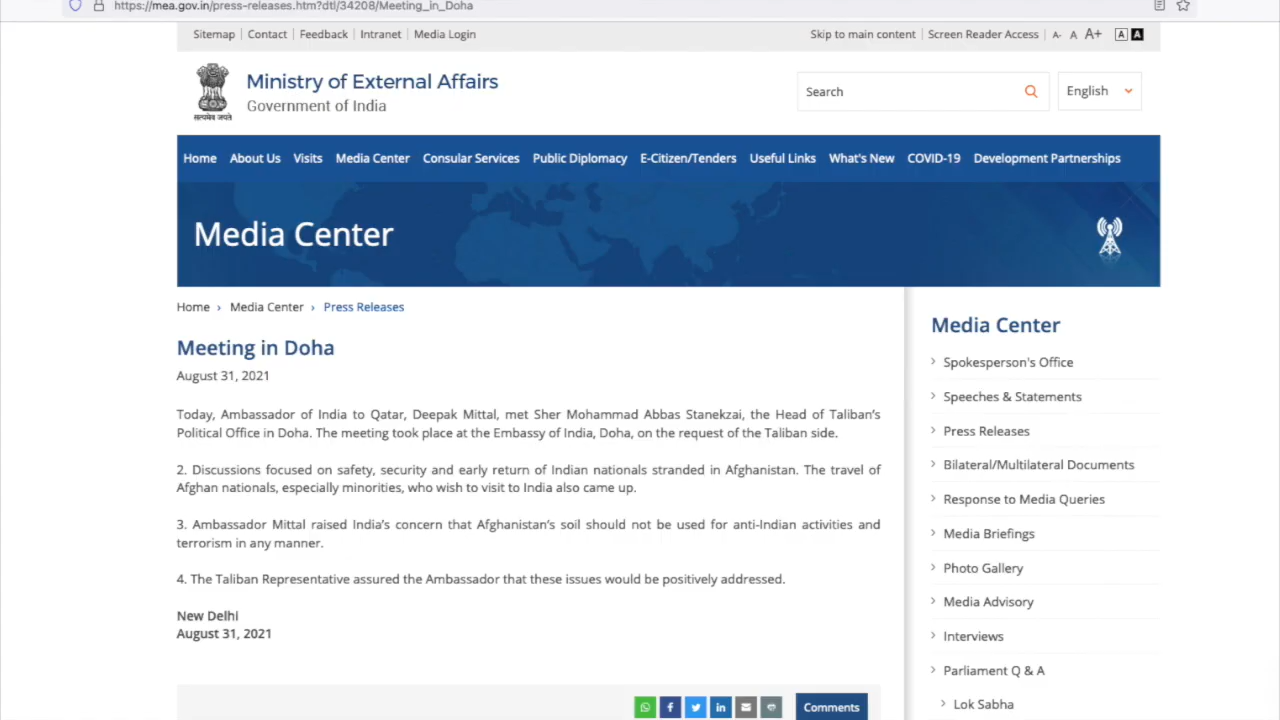 https://mea.gov.in/press-releases.htm?dtl/34208/Meeting_in_Doha
Sitemap | Contact | Feedback | Intranet | Media Login
Skip to main content | Screen Reader Access | A- A A+ A A
Ministry of External Affairs
Government of India
सत्यमेव जयते
Search
English
Home About Us Visits Media Center Consular Services Public Diplomacy E-Citizen/Tenders Useful Links What's New COVID-19 Development Partnerships
Media Center
Home › Media Center › Press Releases
Meeting in Doha
August 31, 2021
Today, Ambassador of India to Qatar, Deepak Mittal, met Sher Mohammad Abbas Stanekzai, the Head of Taliban's
Political Office in Doha. The meeting took place at the Embassy of India, Doha, on the request of the Taliban side.
2. Discussions focused on safety, security and early return of Indian nationals stranded in Afghanistan. The travel of
Afghan nationals, especially minorities, who wish to visit to India also came up.
3. Ambassador Mittal raised India's concern that Afghanistan's soil should not be used for anti-Indian activities and
terrorism in any manner.
4. The Taliban Representative assured the Ambassador that these issues would be positively addressed.
New Delhi
August 31, 2021
Comments
Media Center
› Spokesperson's Office
› Speeches & Statements
› Press Releases
› Bilateral/Multilateral Documents
› Response to Media Queries
› Media Briefings
› Photo Gallery
› Media Advisory
› Interviews
› Parliament Q & A
› Lok Sabha